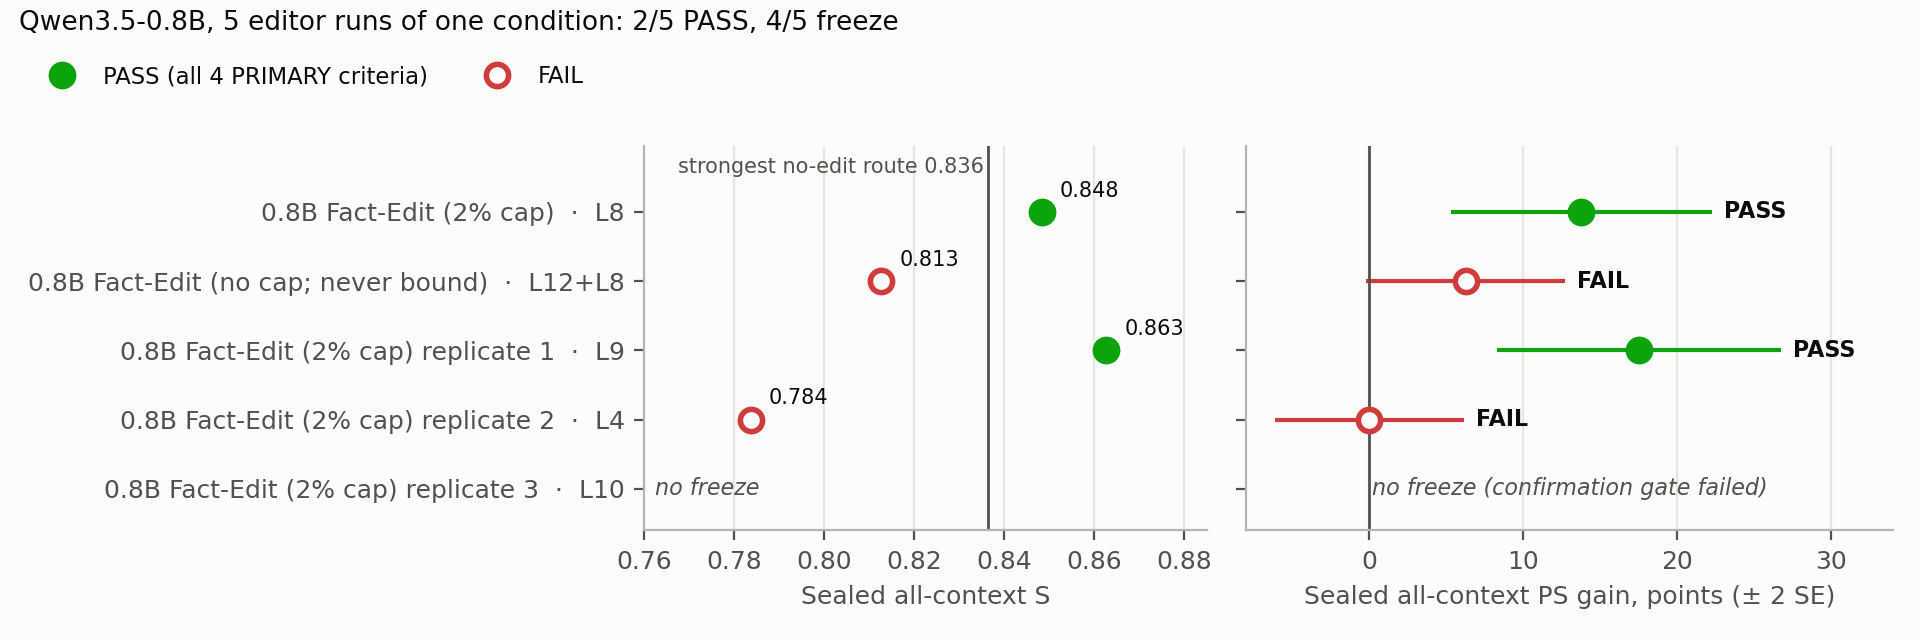 Qwen3.5-0.8B, 5 editor runs of one condition: 2/5 PASS, 4/5 freeze
PASS (all 4 PRIMARY criteria)
FAIL
strongest no-edit route 0.836
0.8B Fact-Edit (2% cap)  ·  L8
0.848
PASS
0.8B Fact-Edit (no cap; never bound)  ·  L12+L8
0.813
FAIL
0.8B Fact-Edit (2% cap) replicate 1  ·  L9
0.863
PASS
0.8B Fact-Edit (2% cap) replicate 2  ·  L4
0.784
FAIL
0.8B Fact-Edit (2% cap) replicate 3  ·  L10
no freeze
no freeze (confirmation gate failed)
0.76 0.78 0.80 0.82 0.84 0.86 0.88
0 10 20 30
Sealed all-context S
Sealed all-context PS gain, points (± 2 SE)